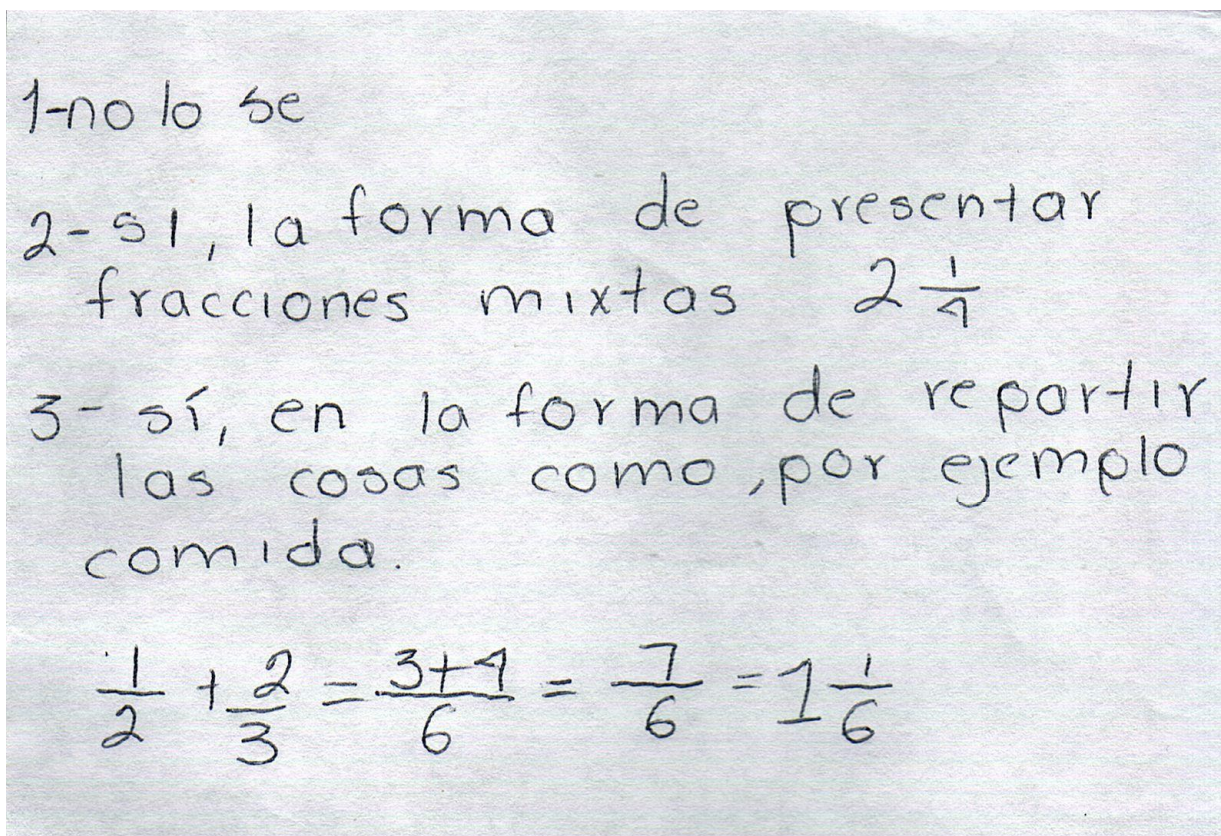 1-no lo se
2-si, la forma de presentar
fracciones mixtas 2 1/4
3- sí, en la forma de repartir
las cosas como, por ejemplo
comida.
1/2 + 2/3 = 3+4/6 = 7/6 = 1 1/6